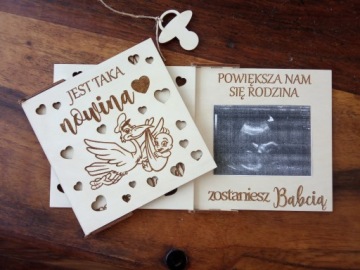 JEST TAKA
nowina
POWIĘKSZA NAM
SIĘ RODZINA
zostaniesz Babcią